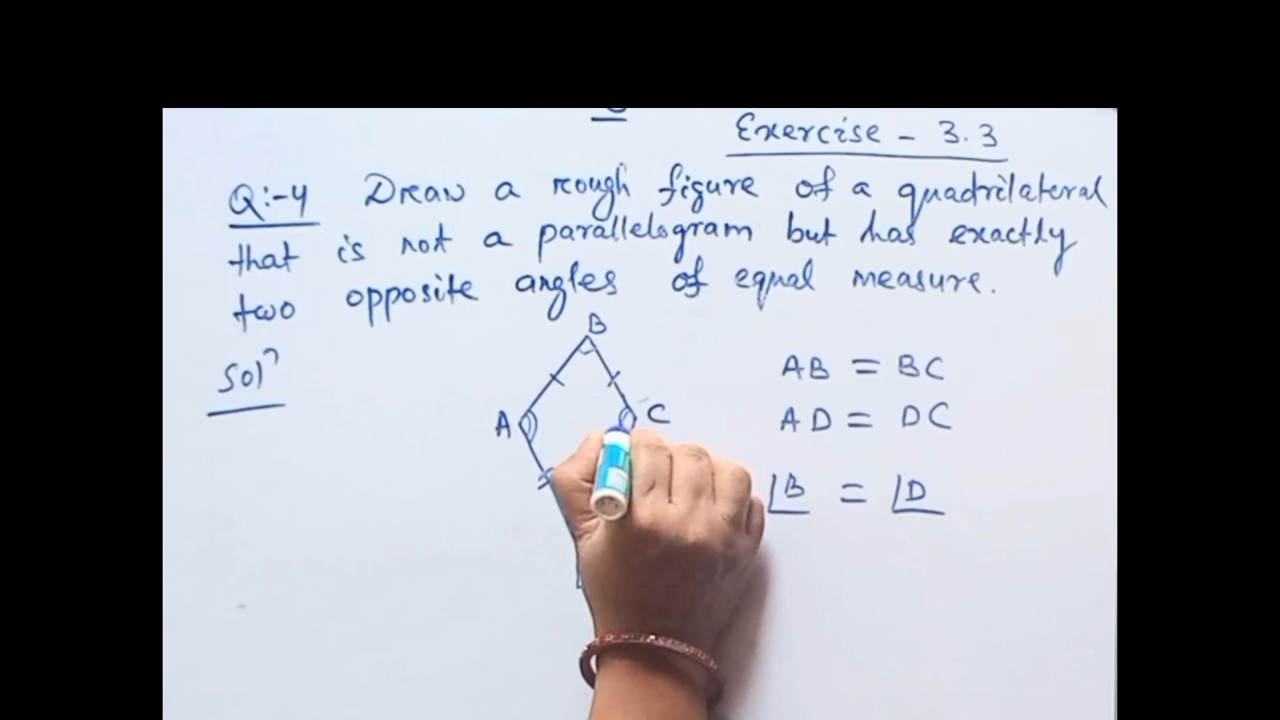 Exercise - 3.3
Q:-4 Draw a rough figure of a quadrilateral
that is not a parallelogram but has exactly
two opposite angles of equal measure.
Solⁿ
B
A
C
AB = BC
AD = DC
∠B = ∠D